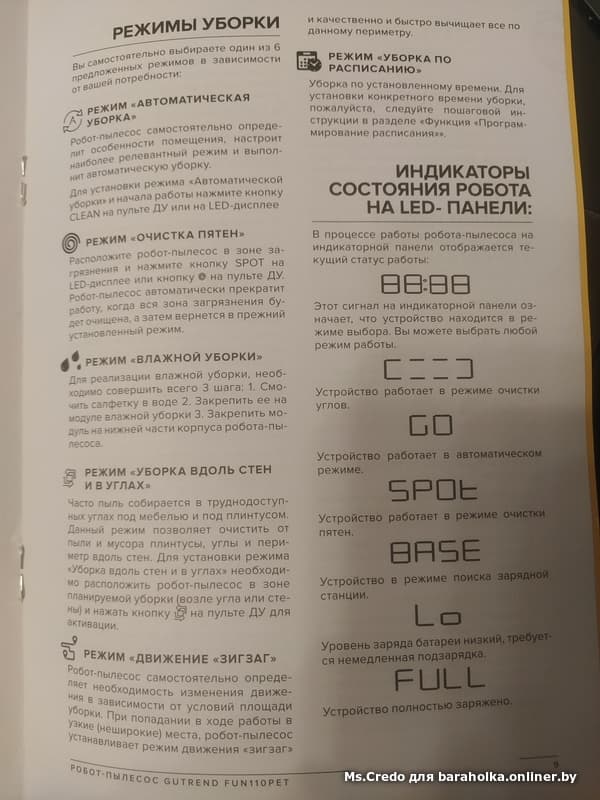 РЕЖИМЫ УБОРКИ
Вы самостоятельно выбираете один из 6
предложенных режимов в зависимости
от вашей потребности:
РЕЖИМ «АВТОМАТИЧЕСКАЯ
УБОРКА»
Робот-пылесос самостоятельно опреде-
лит особенности помещения, настроит
наиболее релевантный режим и выпол-
нит автоматическую уборку.
Для установки режима «Автоматической
уборки» и начала работы нажмите кнопку
CLEAN на пульте ДУ или на LED-дисплее
РЕЖИМ «ОЧИСТКА ПЯТЕН»
Расположите робот-пылесос в зоне за-
грязнения и нажмите кнопку SPOT на
LED-дисплее или кнопку на пульте ДУ.
Робот-пылесос автоматически прекратит
работу, когда вся зона загрязнения бу-
дет очищена, а затем вернется в прежний
установленный режим.
РЕЖИМ «ВЛАЖНОЙ УБОРКИ»
Для реализации влажной уборки, необ-
ходимо совершить всего 3 шага: 1. Смо-
чить салфетку в воде 2. Закрепить ее на
модуле влажной уборки 3. Закрепить мо-
дуль на нижней части корпуса робота-пы-
лесоса.
РЕЖИМ «УБОРКА ВДОЛЬ СТЕН
И В УГЛАХ»
Часто пыль собирается в труднодоступ-
ных углах под мебелью и под плинтусом.
Данный режим позволяет очистить от
пыли и мусора плинтусы, углы и пери-
метр вдоль стен. Для установки режима
«Уборка вдоль стен и в углах» необходи-
мо расположить робот-пылесос в зоне
планируемой уборки (возле угла или сте-
ны) и нажать кнопку на пульте ДУ для
активации.
РЕЖИМ «ДВИЖЕНИЕ «ЗИГЗАГ»
Робот-пылесос самостоятельно опреде-
ляет необходимость изменения движе-
ния в зависимости от условий площади
уборки. При попадании в ходе работы в
узкие (неширокие) места, робот-пылесос
устанавливает режим движения «зигзаг»
и качественно и быстро вычищает все по
данному периметру.
РЕЖИМ «УБОРКА ПО
РАСПИСАНИЮ»
Уборка по установленному времени. Для
установки конкретного времени уборки,
пожалуйста, следуйте пошаговой ин-
струкции в разделе «Функция «Програм-
мирование расписания»».
ИНДИКАТОРЫ
СОСТОЯНИЯ РОБОТА
НА LED- ПАНЕЛИ:
В процессе работы робота-пылесоса на
индикаторной панели отображается те-
кущий статус работы:
88:88
Этот сигнал на индикаторной панели оз-
начает, что устройство находится в ре-
жиме выбора. Вы можете выбрать любой
режим работы.
Устройство работает в режиме очистки
углов.
GO
Устройство работает в автоматическом
режиме.
SPOt
Устройство работает в режиме очистки
пятен.
BASE
Устройство в режиме поиска зарядной
станции.
Lo
Уровень заряда батареи низкий, требует-
ся немедленная подзарядка.
FULL
Устройство полностью заряжено.
РОБОТ-ПЫЛЕСОС GUTREND FUN110PET
9
Ms.Credo для baraholka.onliner.by